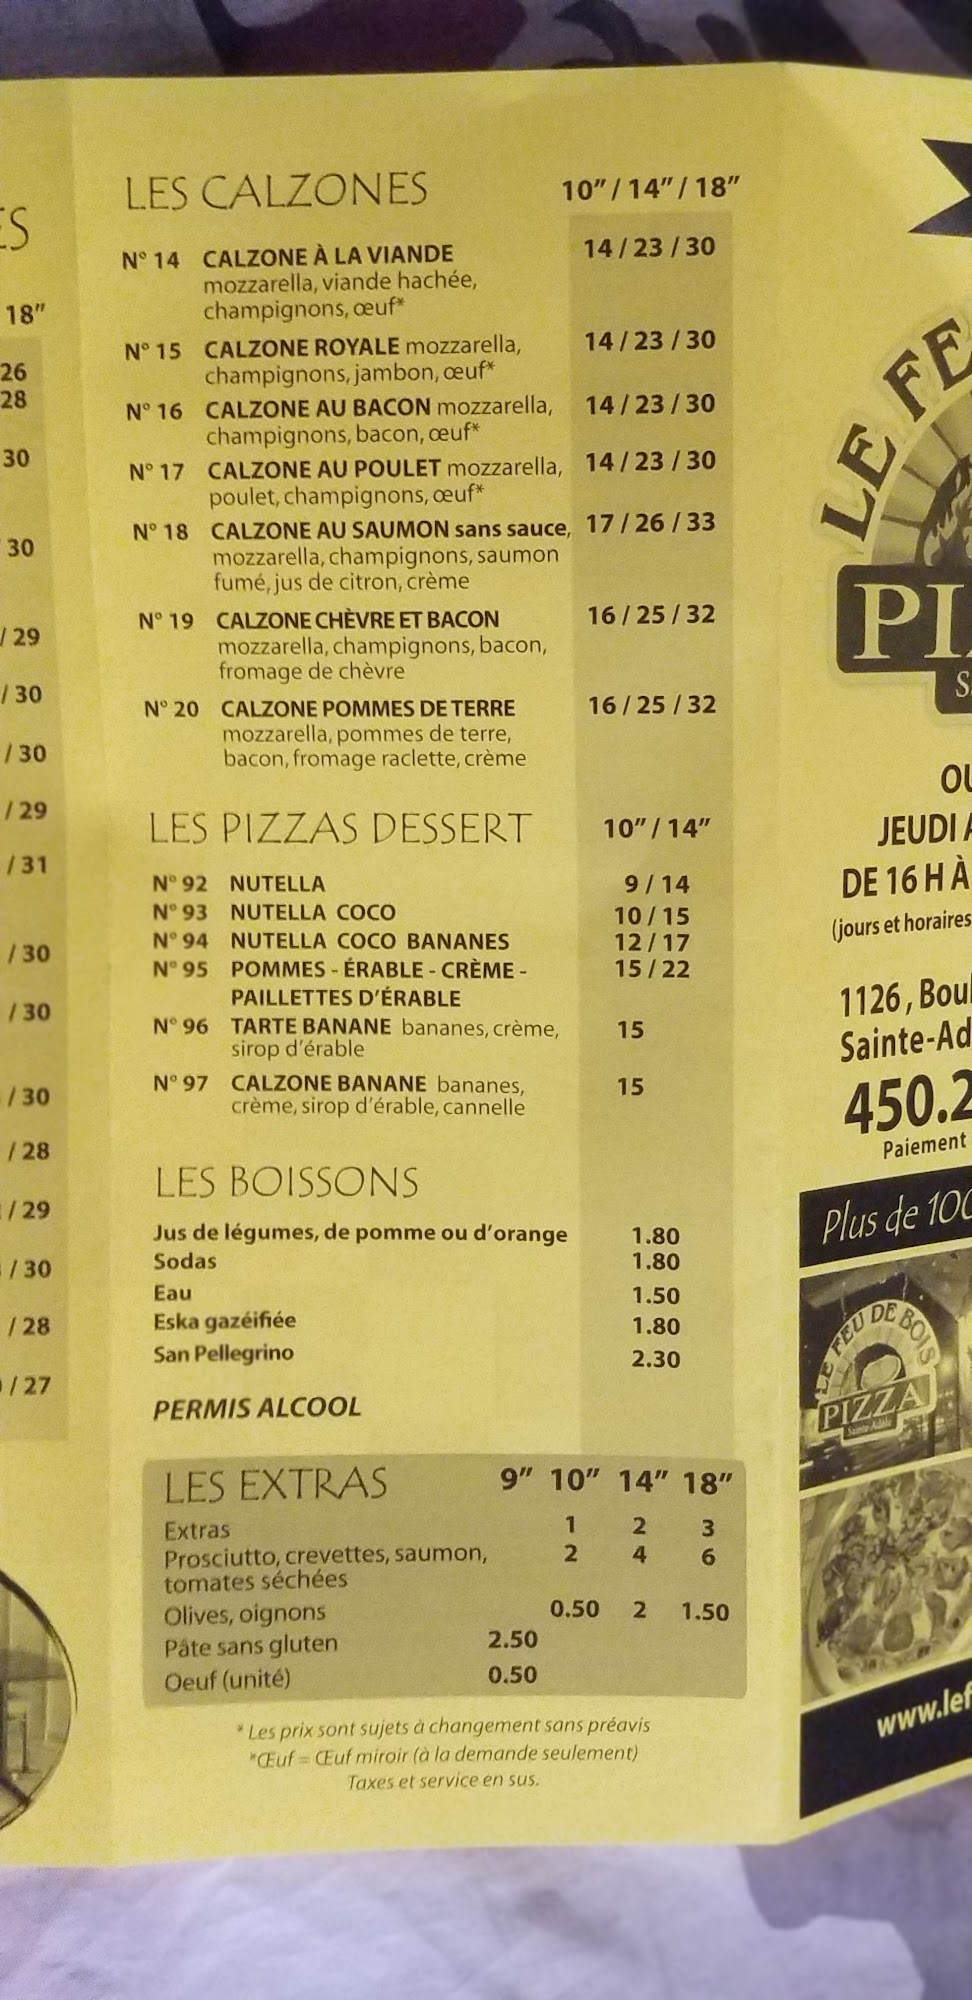 ES
18"
26
28
30
30
/ 29
/ 30
/ 30
/ 29
/ 31
/ 30
/ 30
/ 30
/ 28
/ 29
/ 30
/ 28
/ 27
LES CALZONES 10" / 14" / 18"
N° 14 CALZONE À LA VIANDE 14 / 23 / 30
mozzarella, viande hachée,
champignons, œuf*
N° 15 CALZONE ROYALE mozzarella, 14 / 23 / 30
champignons, jambon, œuf*
N° 16 CALZONE AU BACON mozzarella, 14 / 23 / 30
champignons, bacon, œuf*
N° 17 CALZONE AU POULET mozzarella, 14 / 23 / 30
poulet, champignons, œuf*
N° 18 CALZONE AU SAUMON sans sauce, 17 / 26 / 33
mozzarella, champignons, saumon
fumé, jus de citron, crème
N° 19 CALZONE CHÈVRE ET BACON 16 / 25 / 32
mozzarella, champignons, bacon,
fromage de chèvre
N° 20 CALZONE POMMES DE TERRE 16 / 25 / 32
mozzarella, pommes de terre,
bacon, fromage raclette, crème
LES PIZZAS DESSERT 10" / 14"
N° 92 NUTELLA 9 / 14
N° 93 NUTELLA COCO 10 / 15
N° 94 NUTELLA COCO BANANES 12 / 17
N° 95 POMMES - ÉRABLE - CRÈME - 15 / 22
PAILLETTES D'ÉRABLE
N° 96 TARTE BANANE bananes, crème, 15
sirop d'érable
N° 97 CALZONE BANANE bananes, 15
crème, sirop d'érable, cannelle
LES BOISSONS
Jus de légumes, de pomme ou d'orange 1.80
Sodas 1.80
Eau 1.50
Eska gazéifiée 1.80
San Pellegrino 2.30
PERMIS ALCOOL
LES EXTRAS 9" 10" 14" 18"
Extras 1 2 3
Prosciutto, crevettes, saumon, 2 4 6
tomates séchées
Olives, oignons 0.50 2 1.50
Pâte sans gluten 2.50
Oeuf (unité) 0.50
* Les prix sont sujets à changement sans préavis
*Œuf = Œuf miroir (à la demande seulement)
Taxes et service en sus.
LE FE
PI
S
OU
JEUDI
DE 16 H À
(jours et horaires
1126, Boul
Sainte-Ad
450.2
Paiement
Plus de 100
LE FEU DE BOIS
PIZZA
Sainte-Adèle
www.lef